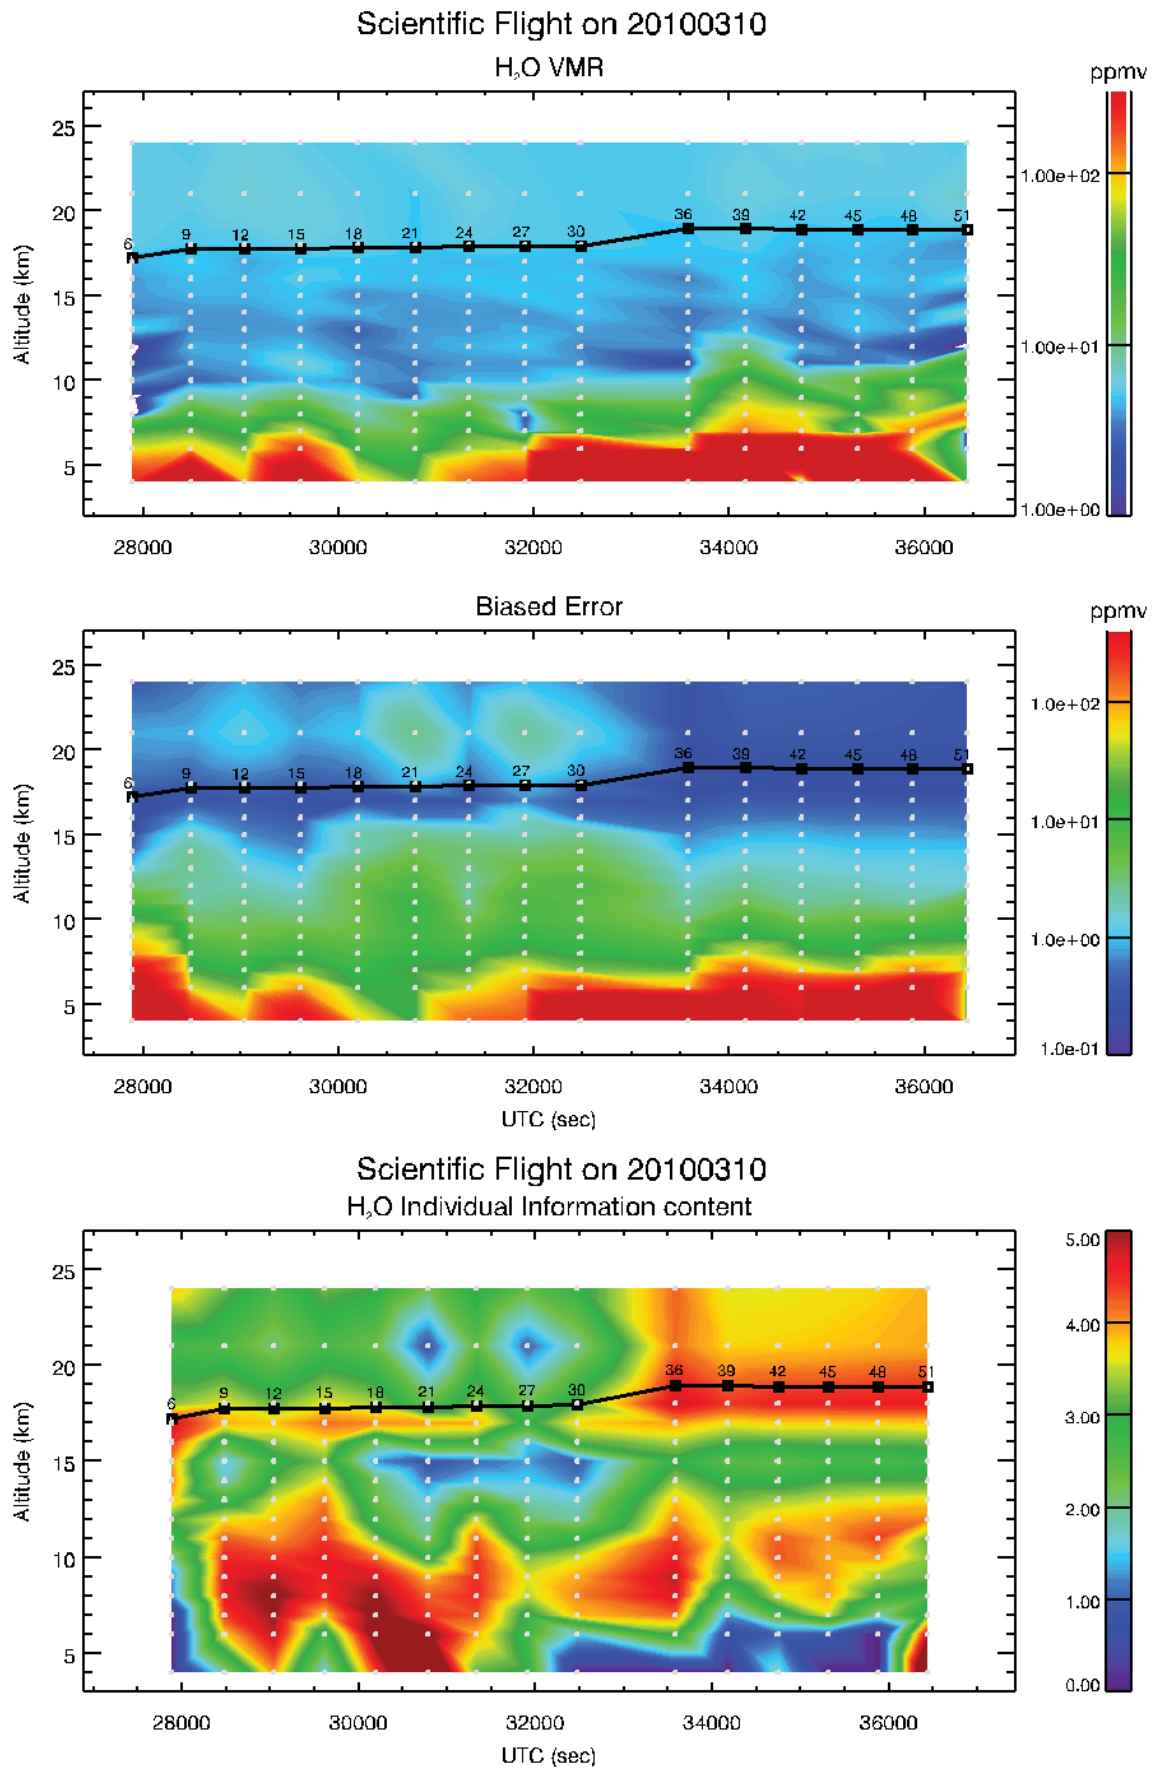 Scientific Flight on 20100310
H₂O VMR
ppmv
25
20
15
10
5
Altitude (km)
6 9 12 15 18 21 24 27 30 36 39 42 45 48 51
1.00e+02
1.00e+01
1.00e+00
28000 30000 32000 34000 36000
Biased Error
ppmv
25
20
15
10
5
Altitude (km)
6 9 12 15 18 21 24 27 30 36 39 42 45 48 51
1.0e+02
1.0e+01
1.0e+00
1.0e-01
28000 30000 32000 34000 36000
UTC (sec)
Scientific Flight on 20100310
H₂O Individual Information content
25
20
15
10
5
Altitude (km)
6 9 12 15 18 21 24 27 30 36 39 42 45 48 51
5.00
4.00
3.00
2.00
1.00
0.00
28000 30000 32000 34000 36000
UTC (sec)